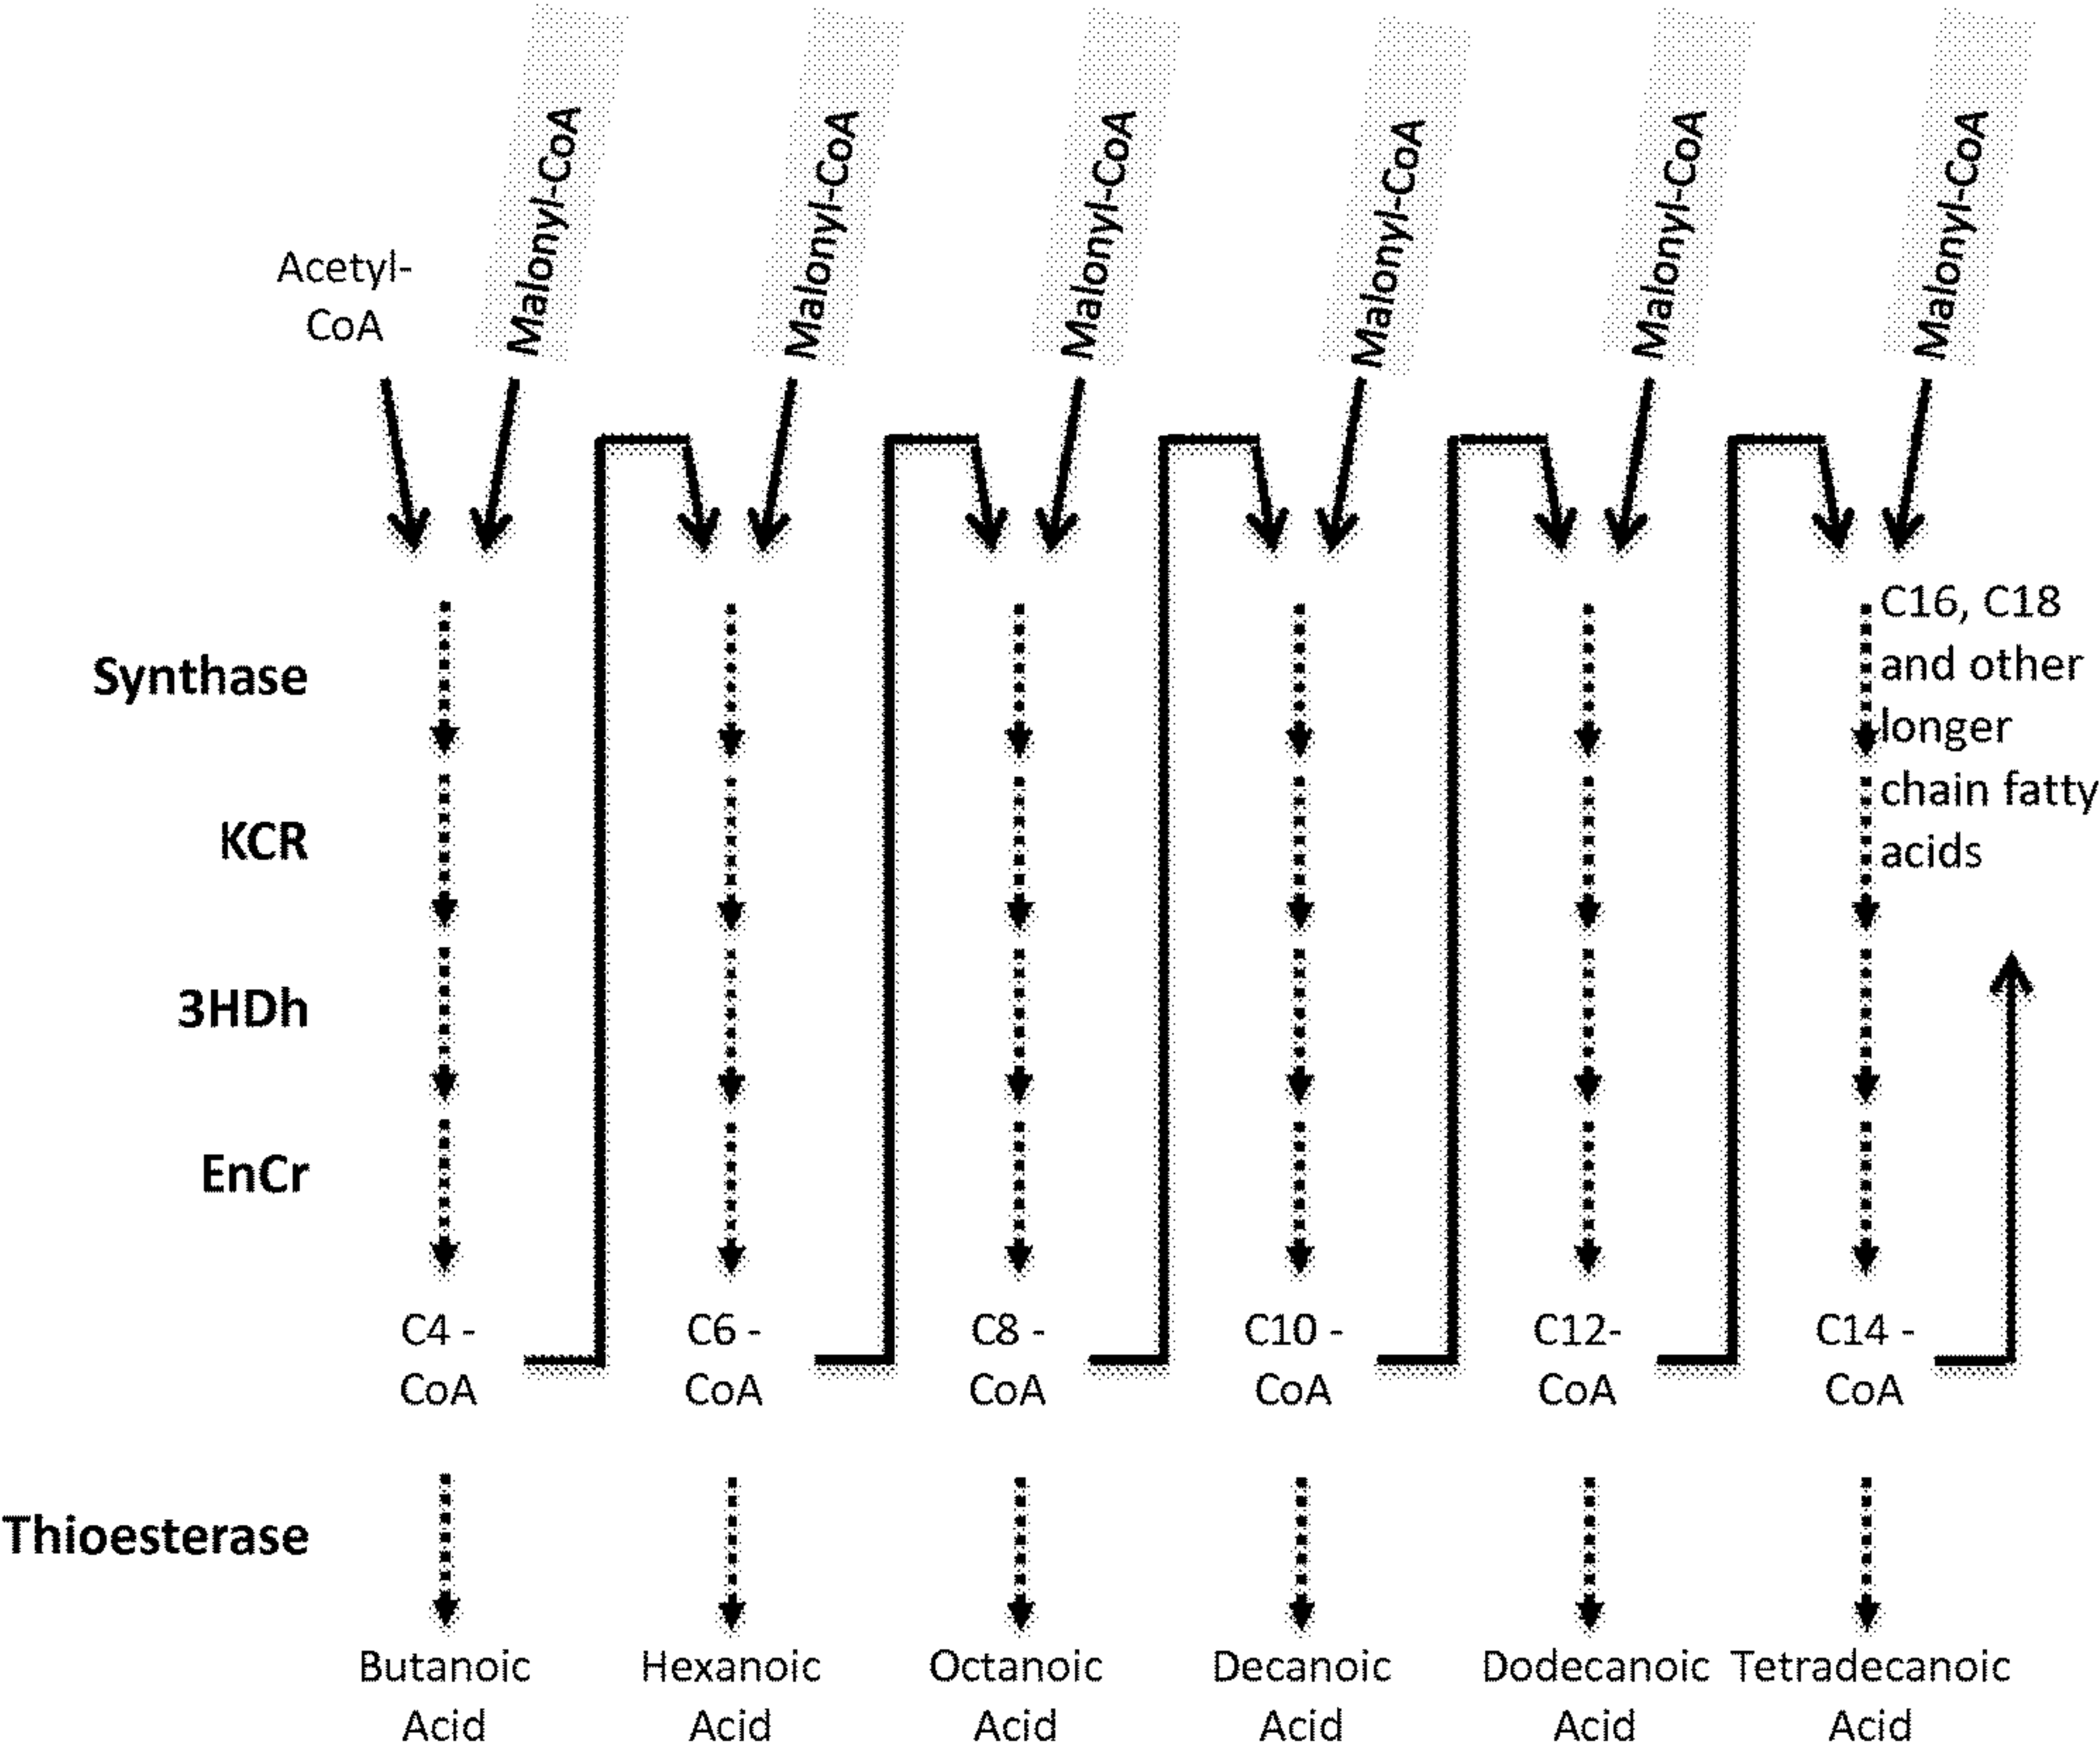 Malonyl-CoA
Malonyl-CoA
Malonyl-CoA
Malonyl-CoA
Malonyl-CoA
Malonyl-CoA
Acetyl-
CoA
Synthase
KCR
3HDh
EnCr
C16, C18
and other
longer
chain fatty
acids
C4 -
CoA
C6 -
CoA
C8 -
CoA
C10 -
CoA
C12-
CoA
C14 -
CoA
Thioesterase
Butanoic
Acid
Hexanoic
Acid
Octanoic
Acid
Decanoic
Acid
Dodecanoic
Acid
Tetradecanoic
Acid